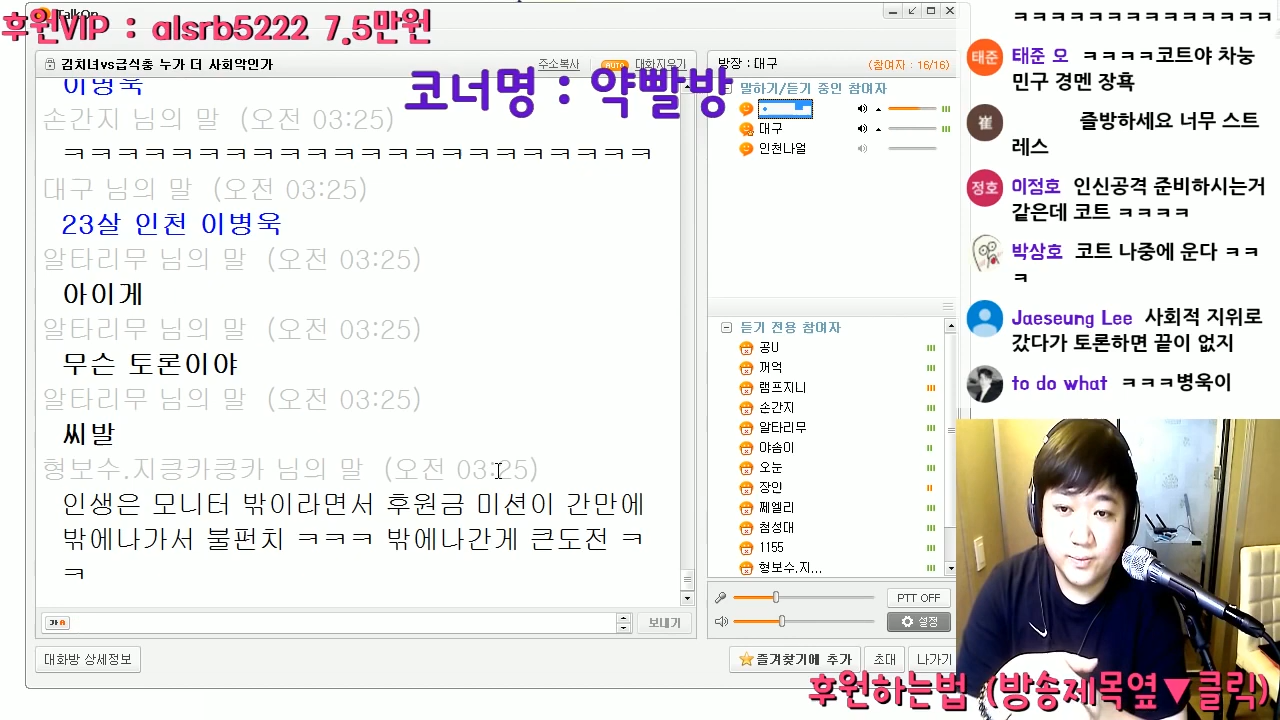 TalkOn
후원VIP : alsrb5222 7.5만원
김치녀vs급식충 누가 더 사회악인가
주소복사
AUTO 대화지우기
코너명 : 약빨방
이병욱
손간지 님의 말 (오전 03:25)
ㅋㅋㅋㅋㅋㅋㅋㅋㅋㅋㅋㅋㅋㅋㅋㅋㅋㅋㅋㅋㅋㅋ
대구 님의 말 (오전 03:25)
23살 인천 이병욱
알타리무 님의 말 (오전 03:25)
아이게
알타리무 님의 말 (오전 03:25)
무슨 토론이야
알타리무 님의 말 (오전 03:25)
씨발
형보수.지킁카킁카 님의 말 (오전 03:25)
인생은 모니터 밖이라면서 후원금 미션이 간만에
밖에나가서 불펀치 ㅋㅋㅋ 밖에나간게 큰도전 ㅋ
ㅋ
보내기
대화방 상세정보
방장 : 대구
(참여자 : 16/16)
말하기/듣기 중인 참여자
대구
인천나얼
듣기 전용 참여자
공U
꺼억
램프지니
손간지
알타리무
야솜이
오눈
장인
쩨엘리
첨성대
1155
형보수.지...
PTT OFF
설정
즐겨찾기에 추가
초대
나가기
ㅋㅋㅋㅋㅋㅋㅋㅋㅋㅋㅋㅋㅋㅋ
태준
태준 오 ㅋㅋㅋㅋ코트야 차눙
민구 경멘 장흑
崔
즐방하세요 너무 스트
레스
정호
이정호 인신공격 준비하시는거
같은데 코트 ㅋㅋㅋㅋ
박상호 코트 나중에 운다 ㅋㅋ
ㅋ
Jaeseung Lee 사회적 지위로
갔다가 토론하면 끝이 없지
to do what ㅋㅋㅋ병욱이
후원하는법 (방송제목옆▼클릭)